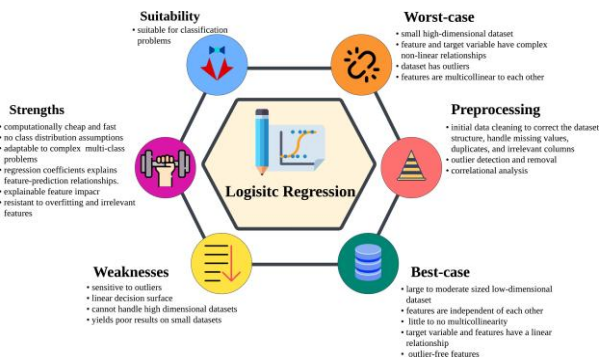 Suitability
• suitable for classification
problems
Worst-case
• small high-dimensional dataset
• feature and target variable have complex
non-linear relationships
• dataset has outliers
• features are multicollinear to each other
Strengths
• computationally cheap and fast
• no class distribution assumptions
• adaptable to complex multi-class
problems
• regression coefficients explains
feature-prediction relationships.
• explainable feature impacr
• resistant to overfitting and irrelevant
features
Preprocessing
• initial data cleaning to correct the dataset
structure, handle missing values,
duplicates, and irrelevant columns
• outlier detection and removal
• correlational analysis
Logisitc Regression
Weaknesses
• sensitive to outliers
• linear decision surface
• cannot handle high dimensional datasets
• yields poor results on small datasets
Best-case
• large to moderate sized low-dimensional
dataset
• features are independent of each other
• little to no multicollinearity
• target variable and features have a linear
relationship
• outlier-free features